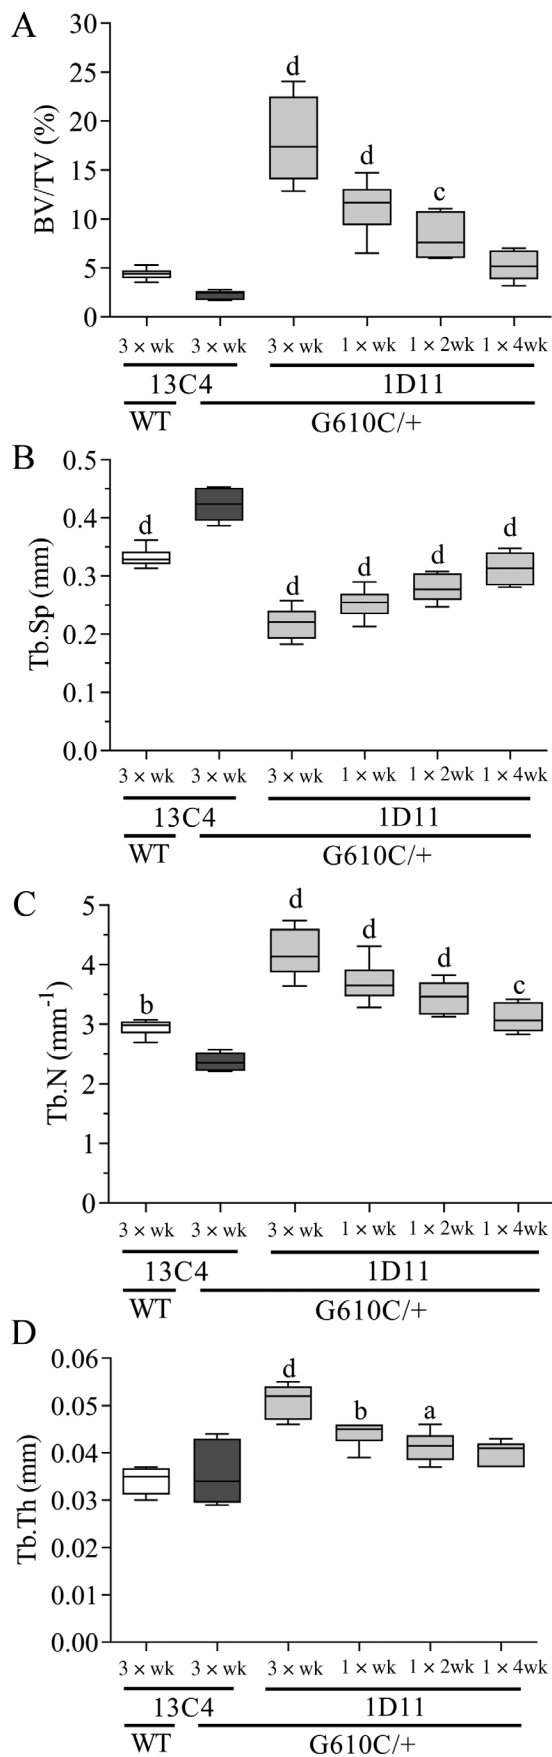 A
BV/TV (%)
30
25
20
15
10
5
0
d
d
c
3 × wk 3 × wk 3 × wk 1 × wk 1 × 2wk 1 × 4wk
13C4 1D11
WT G610C/+
B
Tb.Sp (mm)
0.5
0.4
0.3
0.2
0.1
0.0
d
d
d
d
d
3 × wk 3 × wk 3 × wk 1 × wk 1 × 2wk 1 × 4wk
13C4 1D11
WT G610C/+
C
Tb.N (mm⁻¹)
5
4
3
2
1
0
b
d
d
d
c
3 × wk 3 × wk 3 × wk 1 × wk 1 × 2wk 1 × 4wk
13C4 1D11
WT G610C/+
D
Tb.Th (mm)
0.06
0.05
0.04
0.03
0.02
0.01
0.00
d
b
a
3 × wk 3 × wk 3 × wk 1 × wk 1 × 2wk 1 × 4wk
13C4 1D11
WT G610C/+